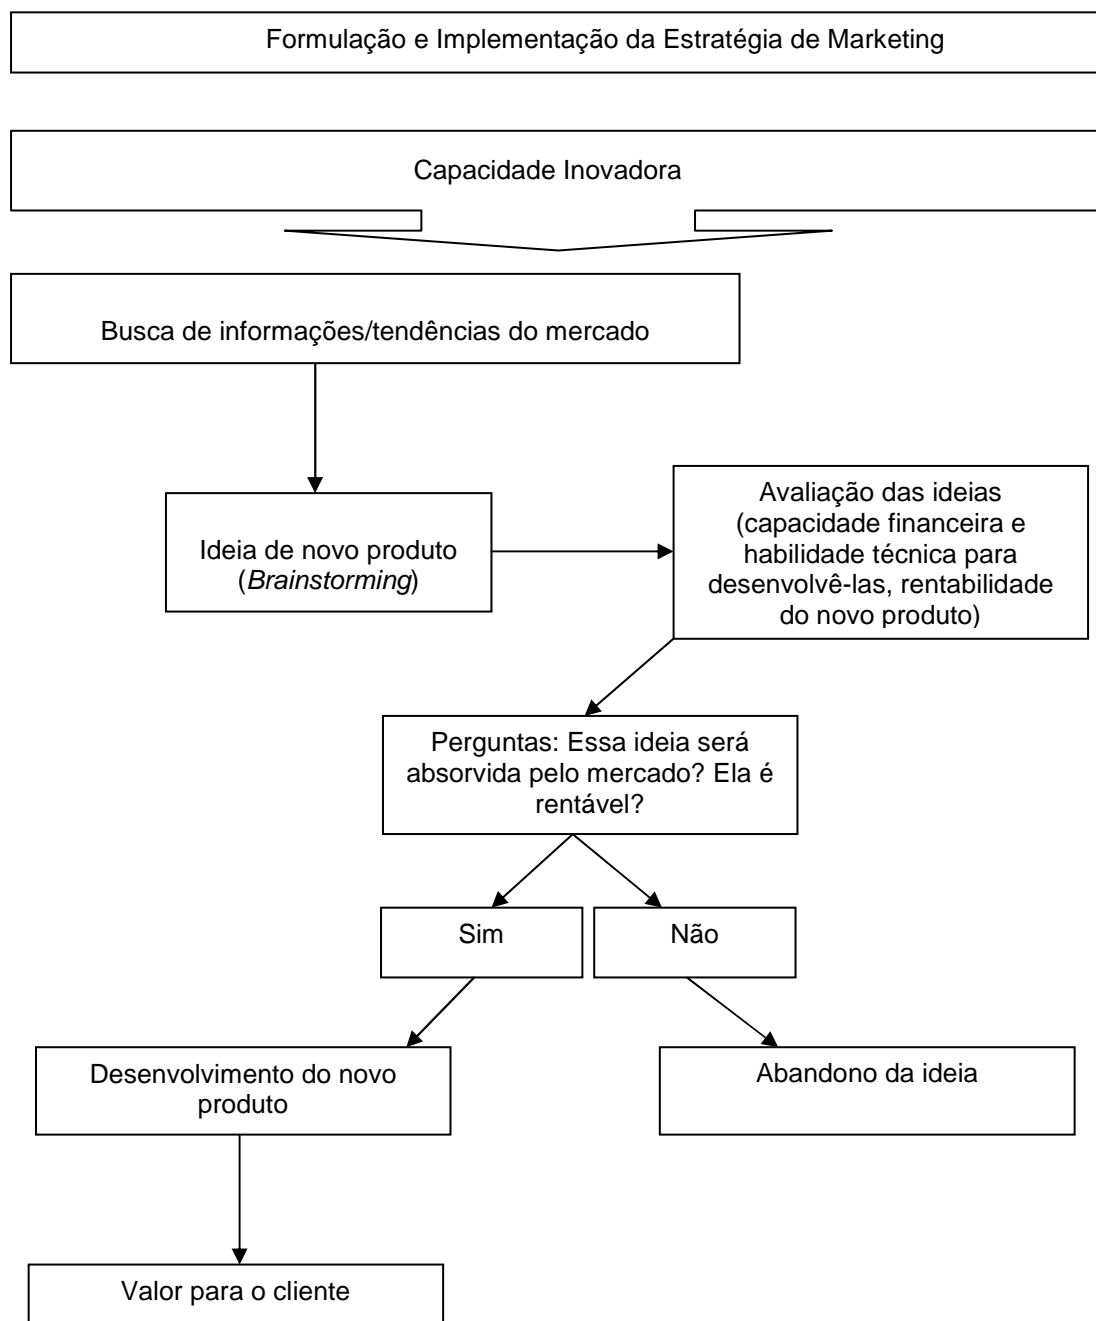 Formulação e Implementação da Estratégia de Marketing
Capacidade Inovadora
Busca de informações/tendências do mercado
Ideia de novo produto
(Brainstorming)
Avaliação das ideias
(capacidade financeira e
habilidade técnica para
desenvolvê-las, rentabilidade
do novo produto)
Perguntas: Essa ideia será
absorvida pelo mercado? Ela é
rentável?
Sim
Não
Desenvolvimento do novo
produto
Abandono da ideia
Valor para o cliente